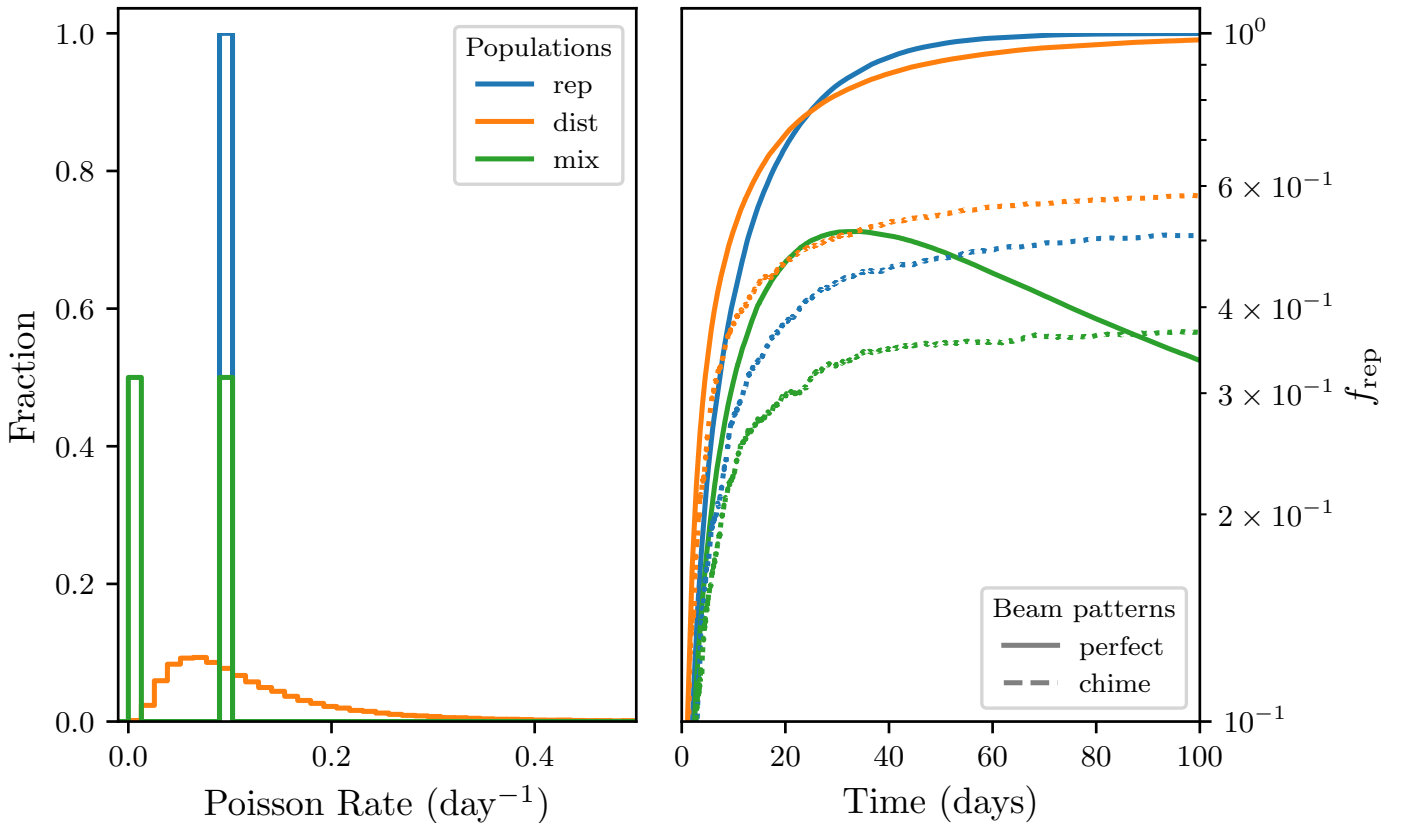 Fraction
1.0
0.8
0.6
0.4
0.2
0.0
0.0 0.2 0.4
Poisson Rate (day⁻¹)
Populations
rep
dist
mix
10⁰
6 × 10⁻¹
4 × 10⁻¹
3 × 10⁻¹
2 × 10⁻¹
10⁻¹
f_rep
0 20 40 60 80 100
Time (days)
Beam patterns
perfect
chime